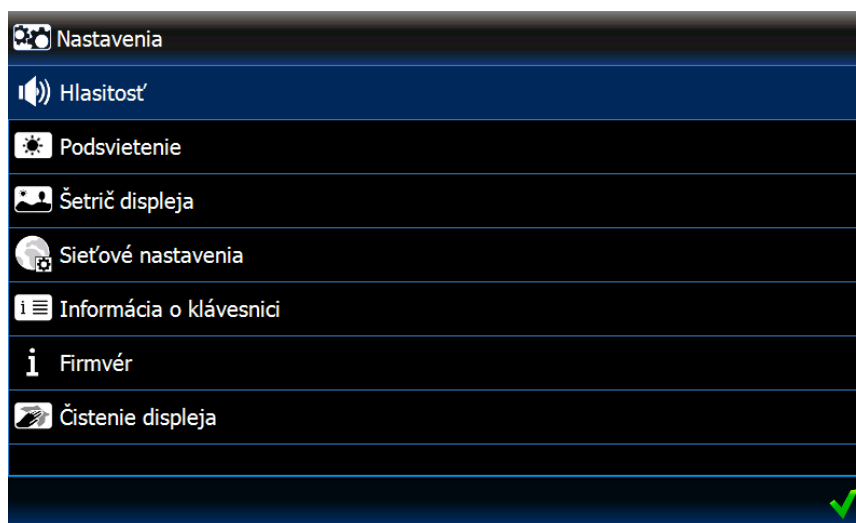 Nastavenia
Hlasitosť
Podsvietenie
Šetrič displeja
Sieťové nastavenia
Informácia o klávesnici
Firmvér
Čistenie displeja